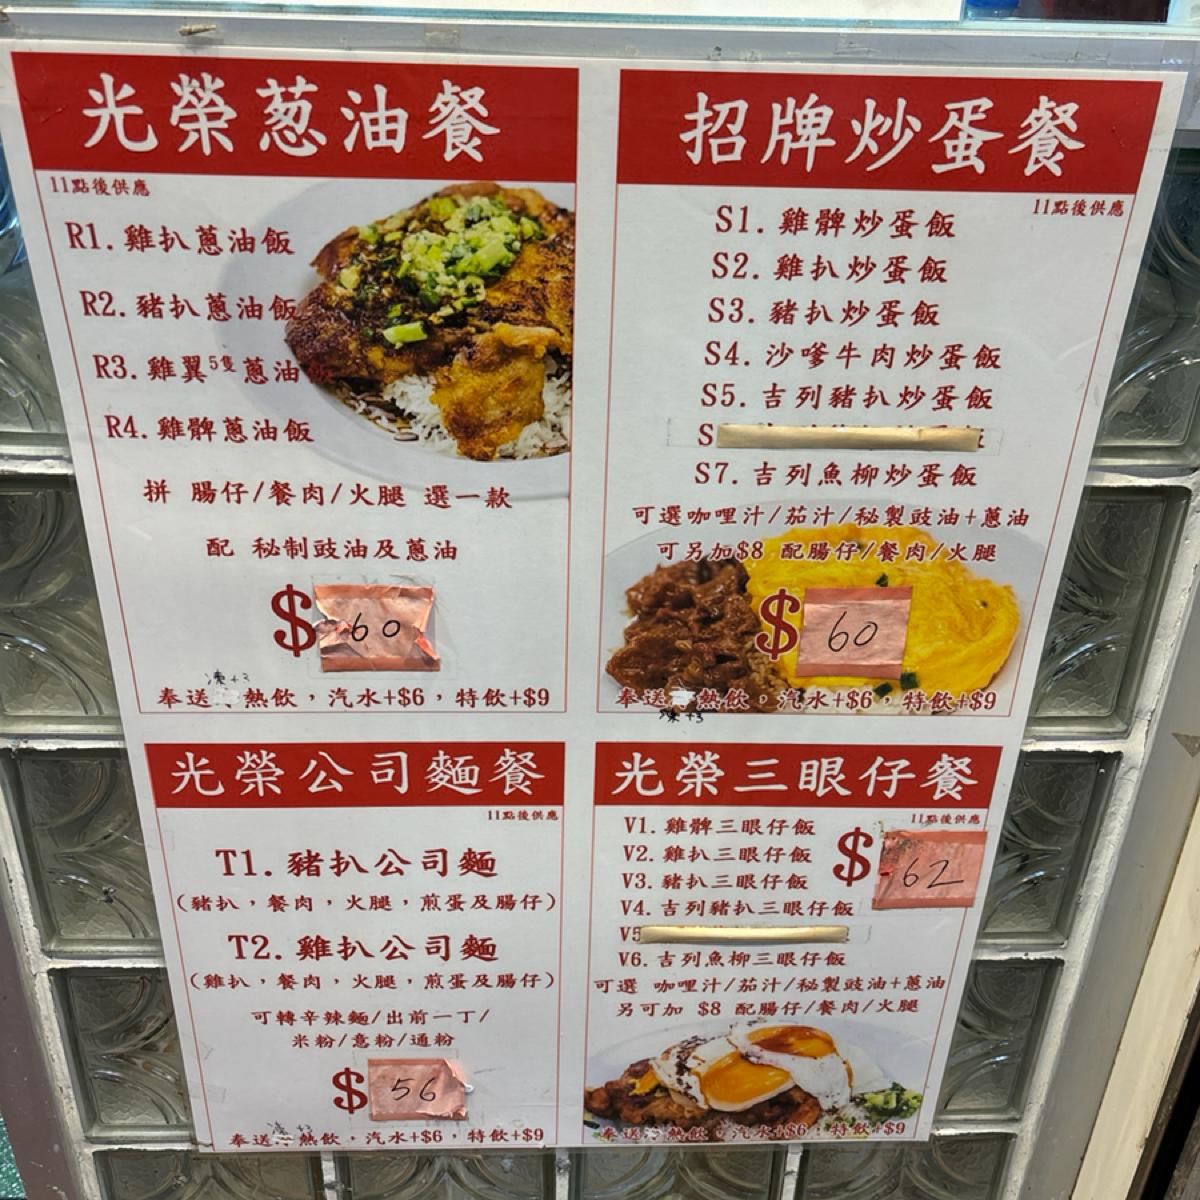 光榮葱油餐
11點後供應
R1. 雞扒蔥油飯
R2. 豬扒蔥油飯
R3. 雞翼5隻蔥油
R4. 雞髀蔥油飯
拼 腸仔/餐肉/火腿 選一款
配 秘制豉油及蔥油
$60
凍+3
奉送 熱飲，汽水+$6，特飲+$9
招牌炒蛋餐
11點後供應
S1. 雞髀炒蛋飯
S2. 雞扒炒蛋飯
S3. 豬扒炒蛋飯
S4. 沙嗲牛肉炒蛋飯
S5. 吉列豬扒炒蛋飯
S
S7. 吉列魚柳炒蛋飯
可選咖哩汁/茄汁/秘製豉油+蔥油
可另加$8 配腸仔/餐肉/火腿
$60
奉送 熱飲，汽水+$6，特飲+$9
凍+3
光榮公司麵餐
11點後供應
T1. 豬扒公司麵
(豬扒，餐肉，火腿，煎蛋及腸仔)
T2. 雞扒公司麵
(雞扒，餐肉，火腿，煎蛋及腸仔)
可轉辛辣麵/出前一丁/
米粉/意粉/通粉
$56
凍+3
奉送 熱飲，汽水+$6，特飲+$9
光榮三眼仔餐
11點後供應
V1. 雞髀三眼仔飯
V2. 雞扒三眼仔飯
$62
V3. 豬扒三眼仔飯
V4. 吉列豬扒三眼仔飯
V5
V6. 吉列魚柳三眼仔飯
可選 咖哩汁/茄汁/秘製豉油+蔥油
另可加 $8 配腸仔/餐肉/火腿
奉送 熱飲，汽水+$6，特飲+$9